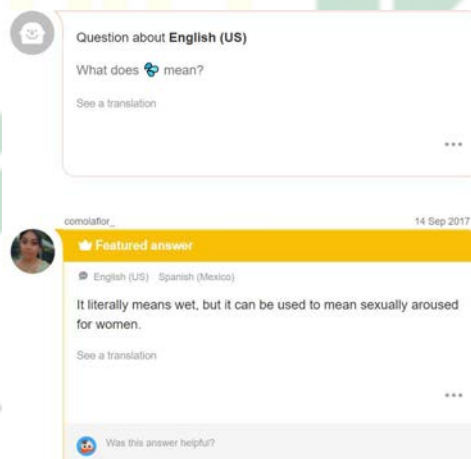 Question about English (US)
What does 💦 mean?
See a translation
comolaflor_
14 Sep 2017
Featured answer
English (US) Spanish (Mexico)
It literally means wet, but it can be used to mean sexually aroused
for women.
See a translation
Was this answer helpful?